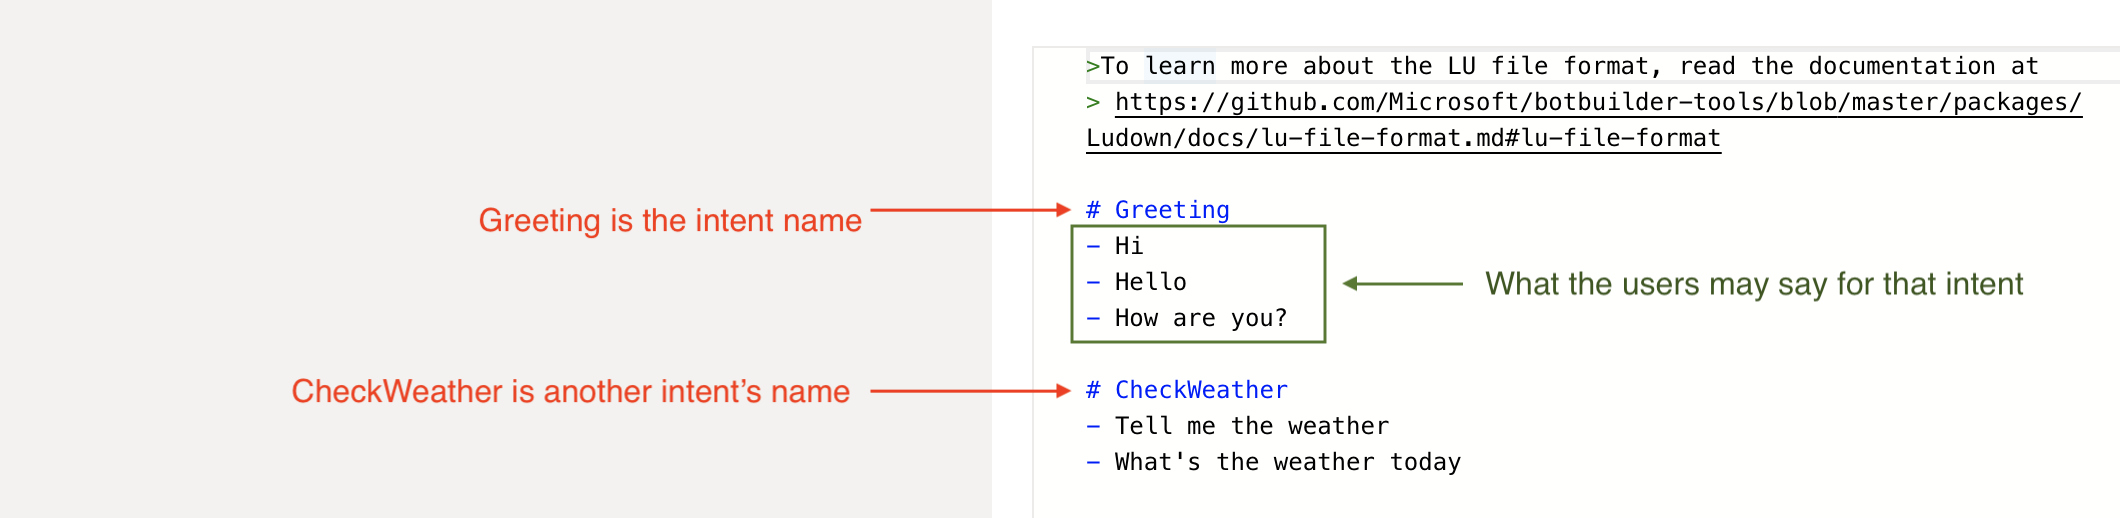 >To learn more about the LU file format, read the documentation at
> https://github.com/Microsoft/botbuilder-tools/blob/master/packages/
Ludown/docs/lu-file-format.md#lu-file-format
Greeting is the intent name
# Greeting
- Hi
- Hello
- How are you?
What the users may say for that intent
CheckWeather is another intent’s name
# CheckWeather
- Tell me the weather
- What's the weather today